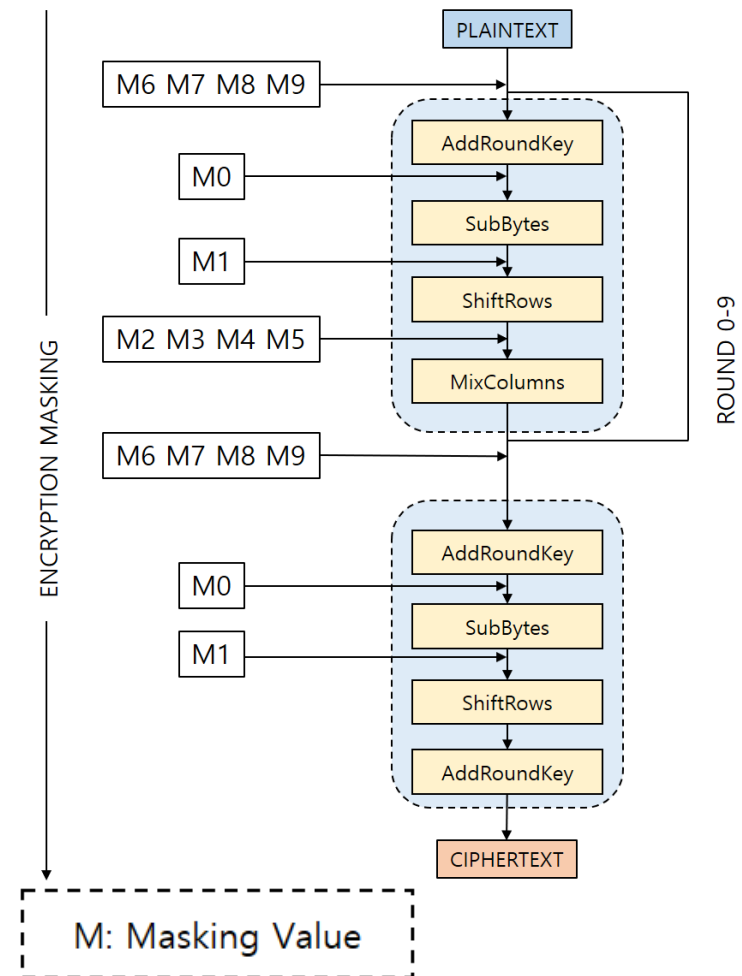 PLAINTEXT
M6 M7 M8 M9
AddRoundKey
M0
SubBytes
M1
ShiftRows
M2 M3 M4 M5
MixColumns
ROUND 0-9
ENCRYPTION MASKING
M6 M7 M8 M9
AddRoundKey
M0
SubBytes
M1
ShiftRows
AddRoundKey
CIPHERTEXT
M: Masking Value